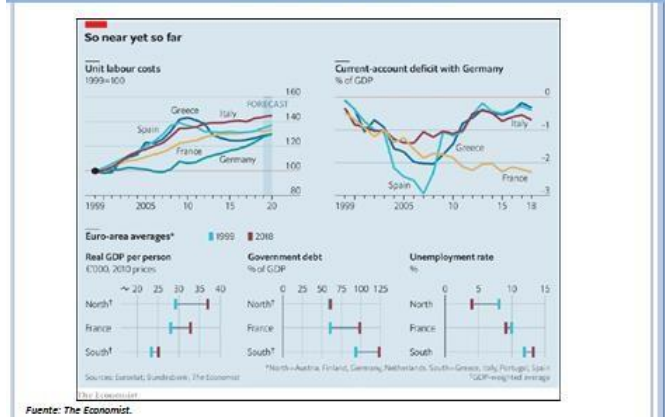 So near yet so far
Unit labour costs
1999=100
160
FORECAST
140
120
100
80
Greece
Italy
Spain
France
Germany
1999 2005 10 15 20
Current-account deficit with Germany
% of GDP
0
-1
-2
-3
Italy
Greece
France
Spain
1999 2005 10 15 18
Euro-area averages* 1999 2018
Real GDP per person
€'000, 2010 prices
20 25 30 35 40
North†
France
South†
Government debt
% of GDP
0 25 50 75 100 125
North†
France
South†
Unemployment rate
%
0 5 10 15
North
France
South
*North=Austria, Finland, Germany, Netherlands. South=Greece, Italy, Portugal, Spain
†GDP-weighted average
Sources: Eurostat; Bundesbank; The Economist
The Economist
Fuente: The Economist.